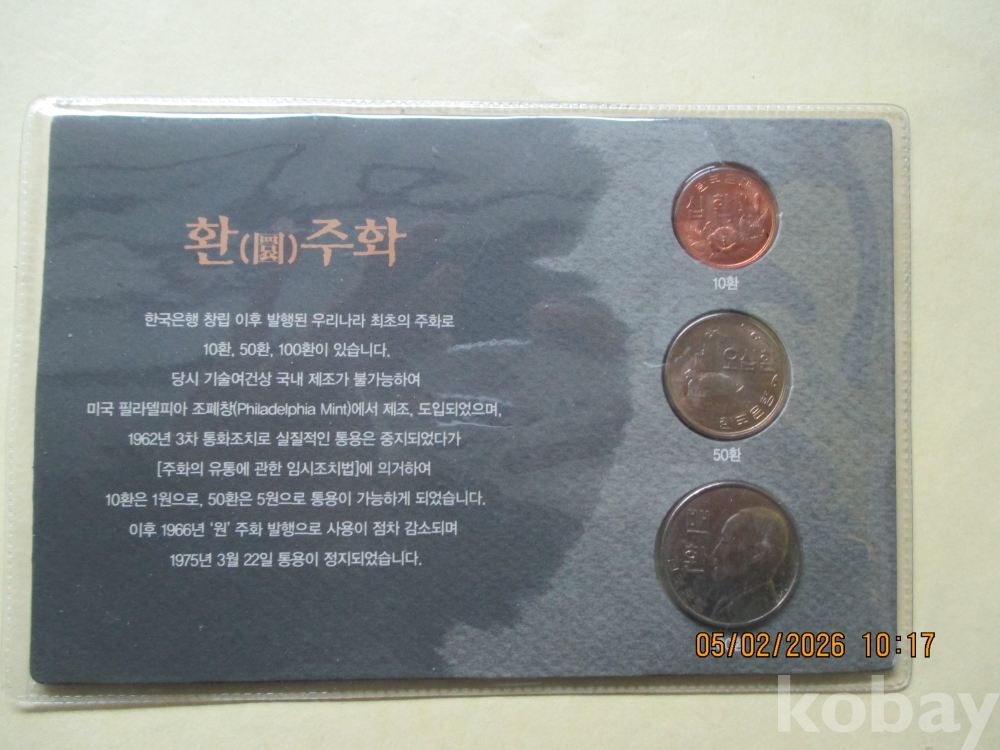 환(圜)주화
한국은행 창립 이후 발행된 우리나라 최초의 주화로
10환, 50환, 100환이 있습니다.
당시 기술여건상 국내 제조가 불가능하여
미국 필라델피아 조폐창(Philadelphia Mint)에서 제조, 도입되었으며,
1962년 3차 통화조치로 실질적인 통용은 중지되었다가
[주화의 유통에 관한 임시조치법]에 의거하여
10환은 1원으로, 50환은 5원으로 통용이 가능하게 되었습니다.
이후 1966년 '원' 주화 발행으로 사용이 점차 감소되며
1975년 3월 22일 통용이 정지되었습니다.
10환
오십환
50환
05/02/2026 10:17
kobay